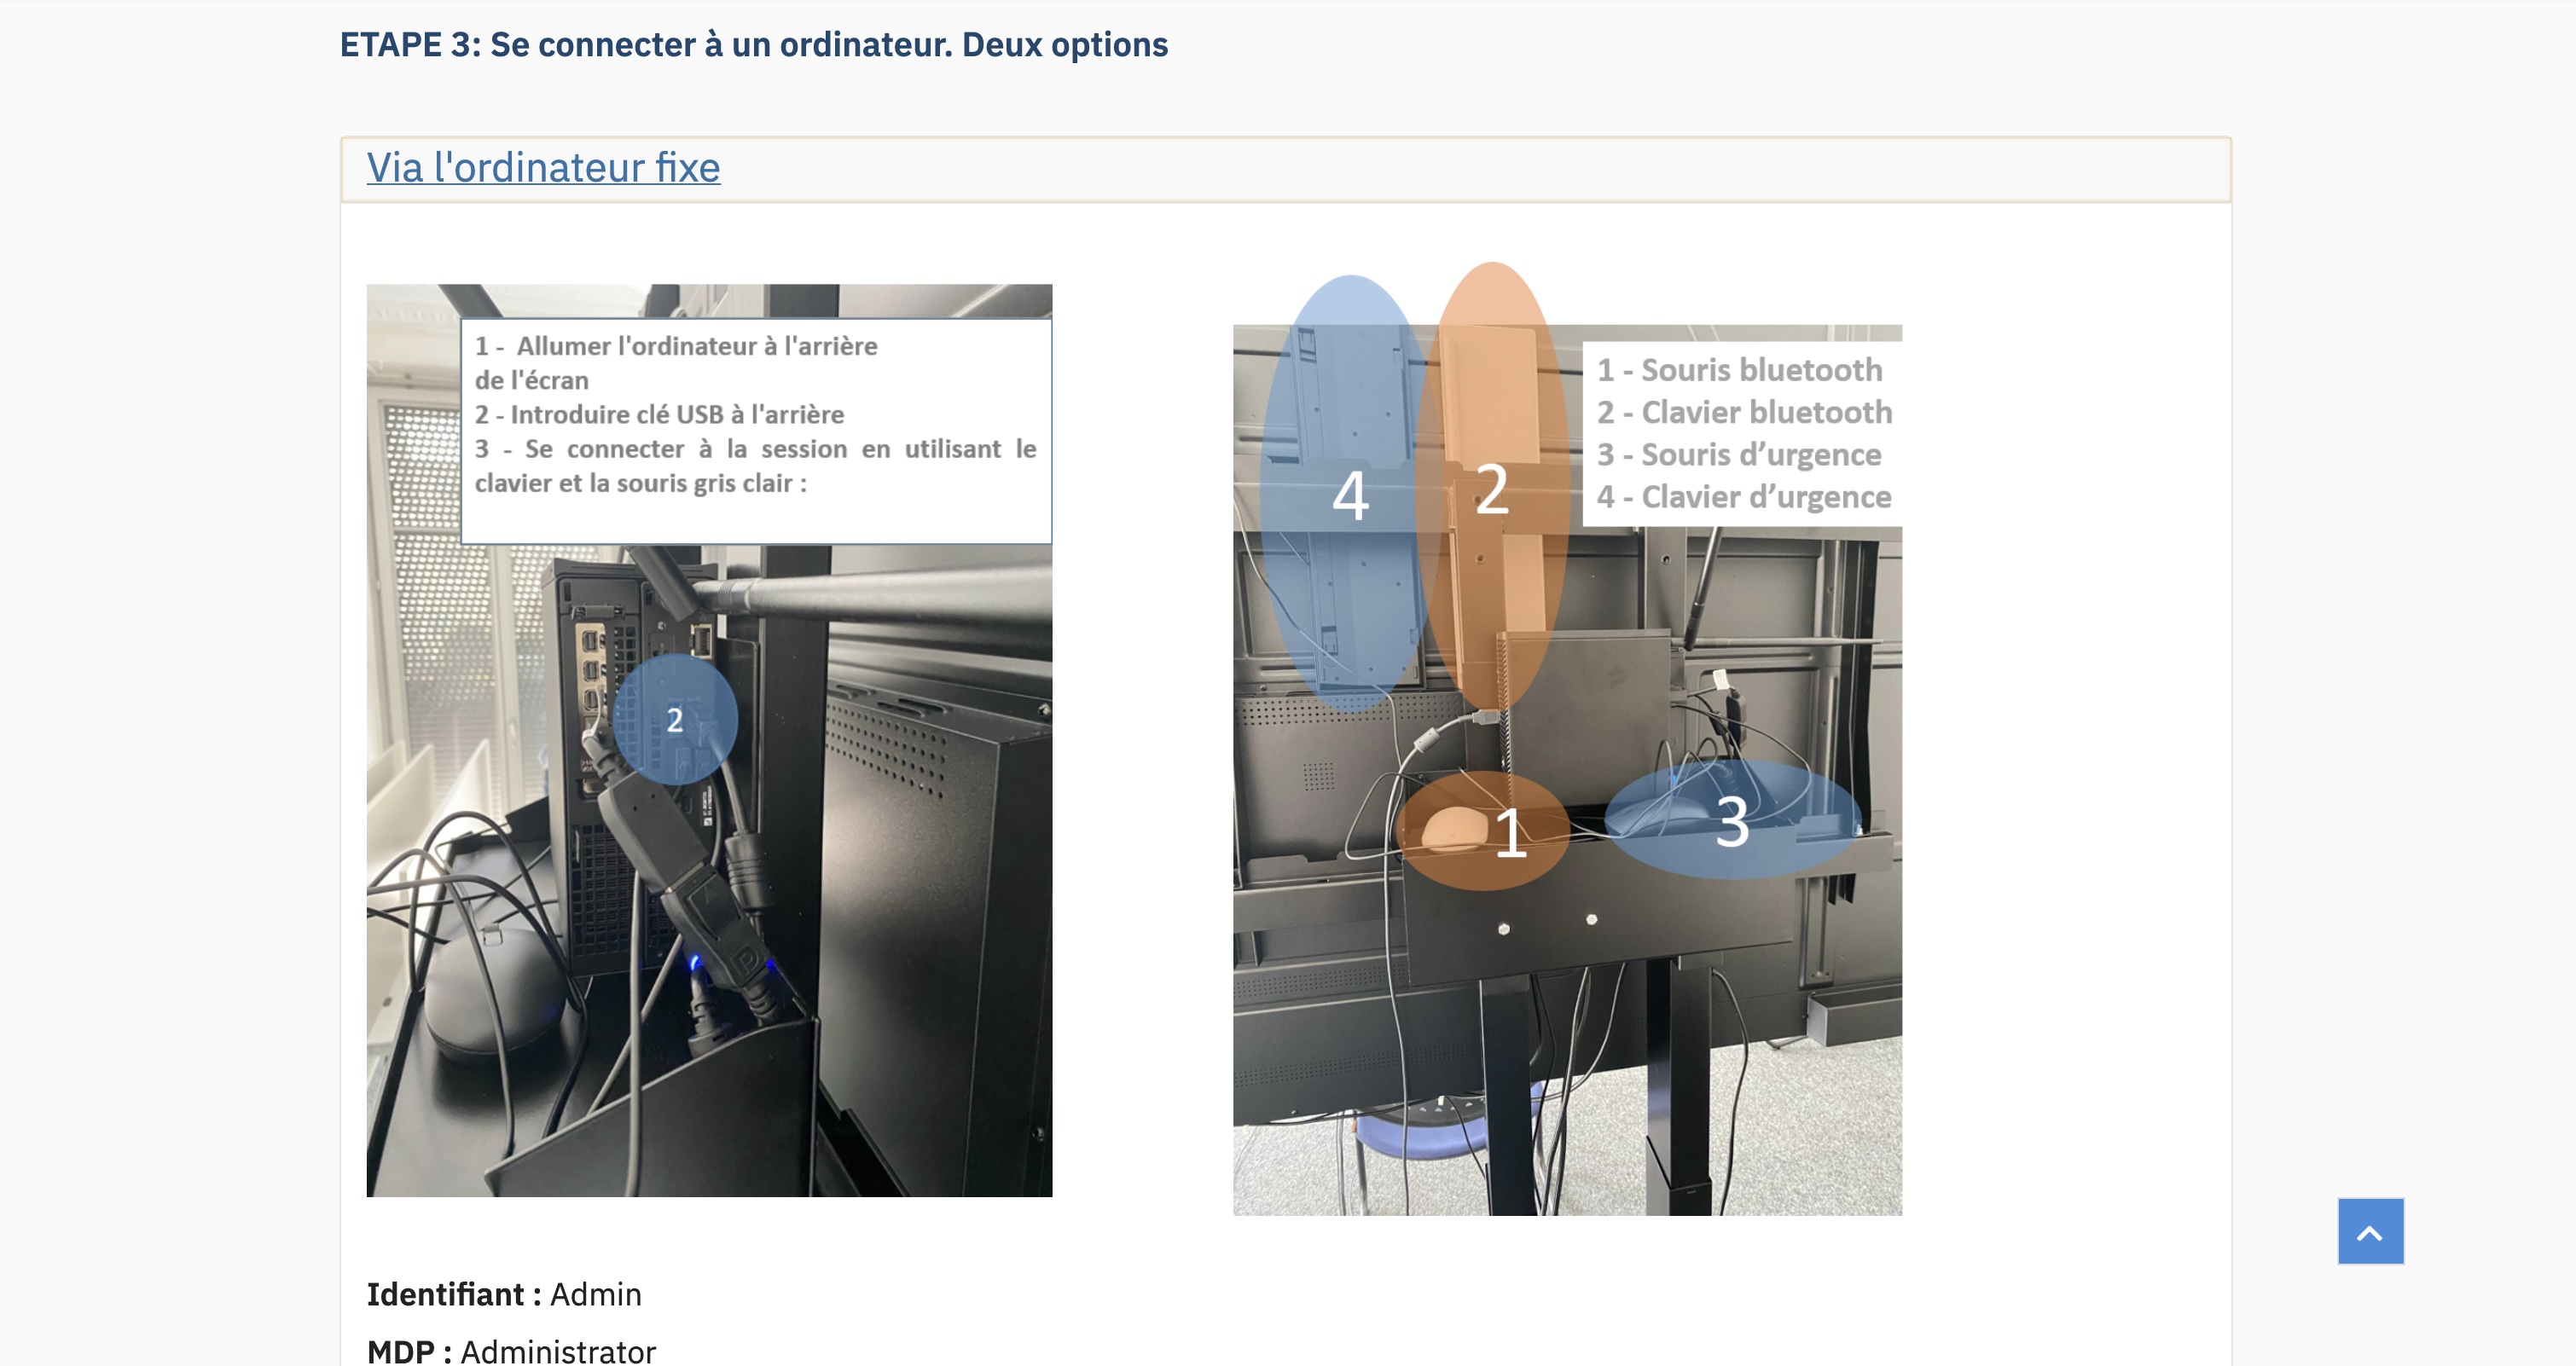 ETAPE 3: Se connecter à un ordinateur. Deux options
Via l'ordinateur fixe
1 - Allumer l'ordinateur à l'arrière
de l'écran
2 - Introduire clé USB à l'arrière
3 - Se connecter à la session en utilisant le
clavier et la souris gris clair :
2
4
2
1 - Souris bluetooth
2 - Clavier bluetooth
3 - Souris d’urgence
4 - Clavier d’urgence
1
3
Identifiant : Admin
MDP : Administrator